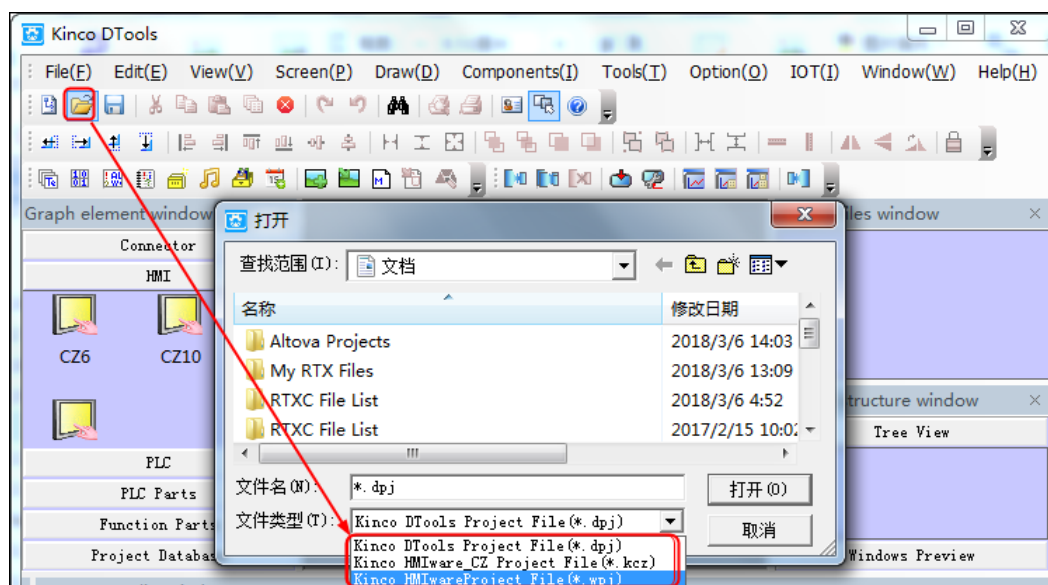 Kinco DTools
File(F) Edit(E) View(V) Screen(P) Draw(D) Components(I) Tools(T) Option(O) IOT(I) Window(W) Help(H)
Graph element window
Connector
HMI
CZ6 CZ10
PLC
PLC Parts
Function Parts
打开
查找范围(I): 文档
名称 修改日期
Altova Projects 2018/3/6 14:03
My RTX Files 2018/3/6 13:09
RTXC File List 2018/3/6 4:52
RTXC File List 2017/2/15 10:02
文件名(N): *.dpj 打开(O)
文件类型(T): Kinco DTools Project File(*.dpj) 取消
Kinco DTools Project File(*.dpj)
Kinco HMIware_CZ Project File(*.kcz)
Kinco HMIwareProject File(*.wpj)
window
window
Tree View
Windows Preview